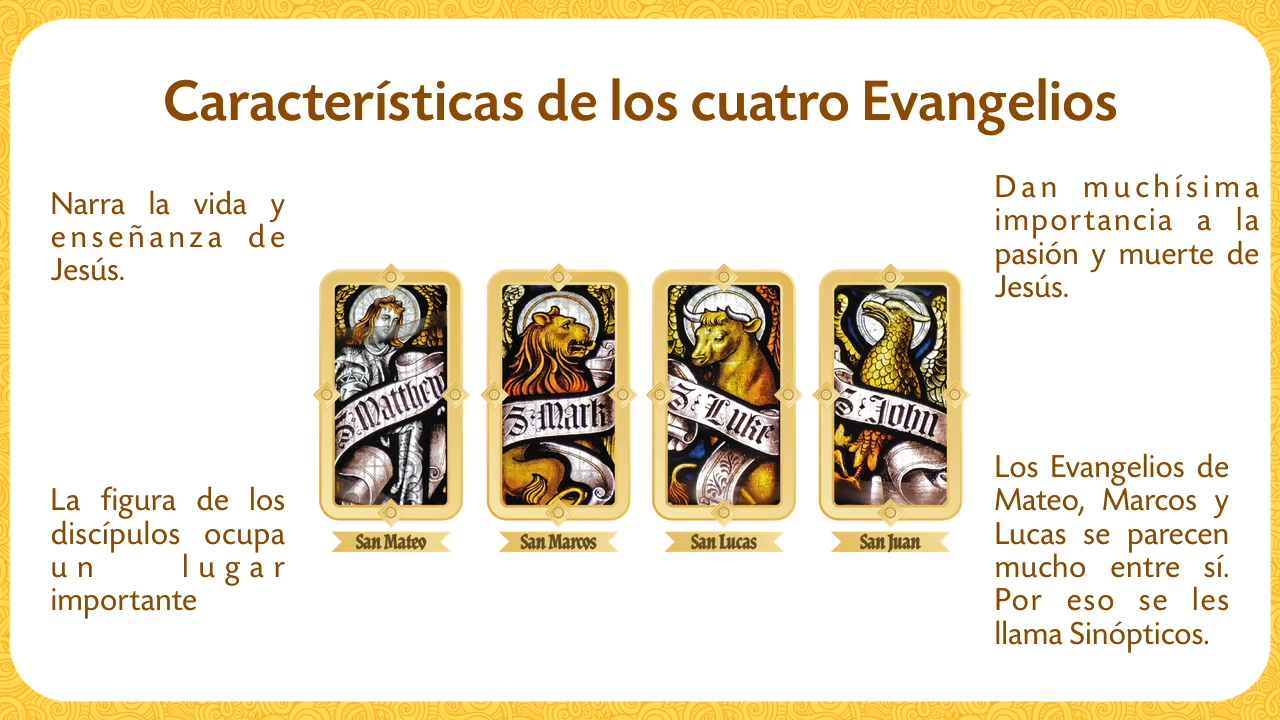 Características de los cuatro Evangelios
Narra la vida y
enseñanza de
Jesús.
La figura de los
discípulos ocupa
un lugar
importante
Dan muchísima
importancia a la
pasión y muerte de
Jesús.
Los Evangelios de
Mateo, Marcos y
Lucas se parecen
mucho entre sí.
Por eso se les
llama Sinópticos.
S: Matthew
S: Mark
S: Luke
S: John
San Mateo
San Marcos
San Lucas
San Juan